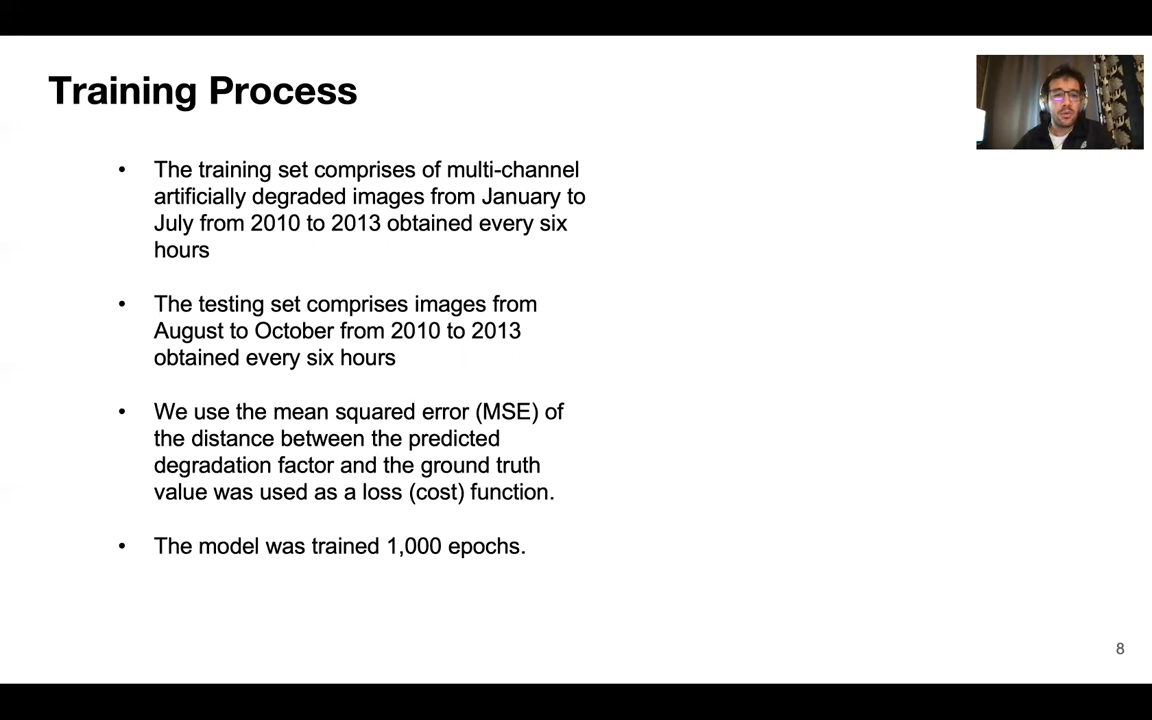 Training Process
• The training set comprises of multi-channel
artificially degraded images from January to
July from 2010 to 2013 obtained every six
hours
• The testing set comprises images from
August to October from 2010 to 2013
obtained every six hours
• We use the mean squared error (MSE) of
the distance between the predicted
degradation factor and the ground truth
value was used as a loss (cost) function.
• The model was trained 1,000 epochs.
8